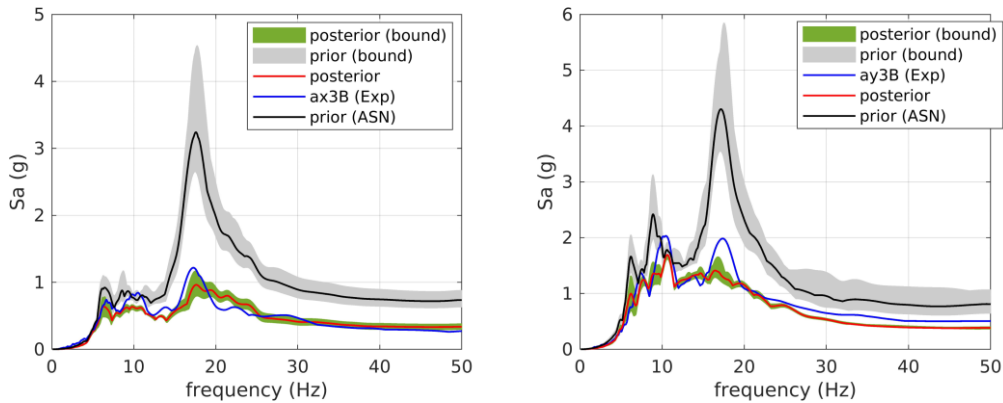 5
4
3
2
1
0
Sa (g)
0 10 20 30 40 50
frequency (Hz)
posterior (bound)
prior (bound)
posterior
ax3B (Exp)
prior (ASN)
6
5
4
3
2
1
0
Sa (g)
0 10 20 30 40 50
frequency (Hz)
posterior (bound)
prior (bound)
ay3B (Exp)
posterior
prior (ASN)